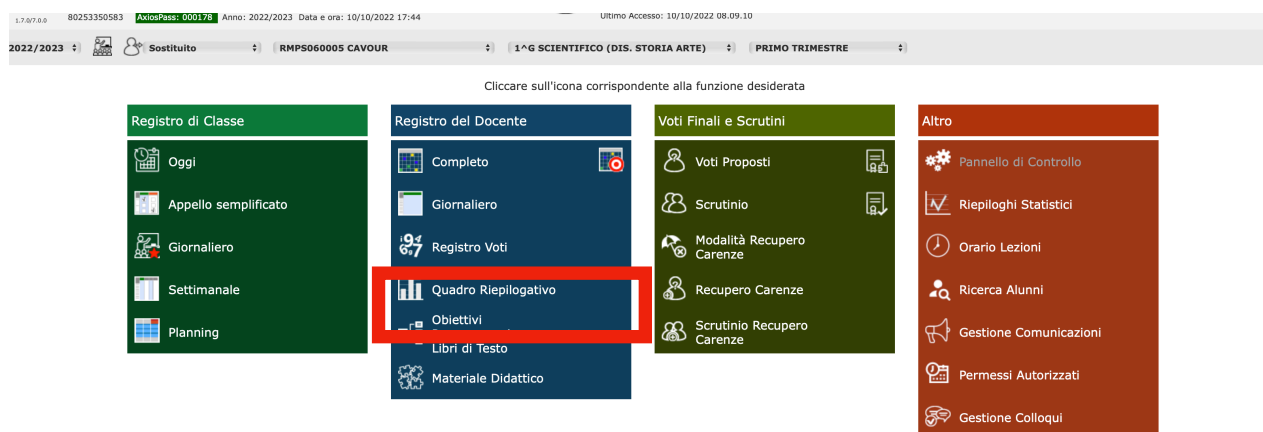 1.7.0/7.0.0 80253350583 AxiosPass: 000178 Anno: 2022/2023 Data e ora: 10/10/2022 17:44 Ultimo Accesso: 10/10/2022 08.09.10
2022/2023 Sostituito RMPS060005 CAVOUR 1^G SCIENTIFICO (DIS. STORIA ARTE) PRIMO TRIMESTRE
Cliccare sull'icona corrispondente alla funzione desiderata
Registro di Classe
Oggi
Appello semplificato
Giornaliero
Settimanale
Planning
Registro del Docente
Completo
Giornaliero
Registro Voti
Quadro Riepilogativo
Obiettivi
Libri di Testo
Materiale Didattico
Voti Finali e Scrutini
Voti Proposti
Scrutinio
Modalità Recupero
Carenze
Recupero Carenze
Scrutinio Recupero
Carenze
Altro
Pannello di Controllo
Riepiloghi Statistici
Orario Lezioni
Ricerca Alunni
Gestione Comunicazioni
Permessi Autorizzati
Gestione Colloqui